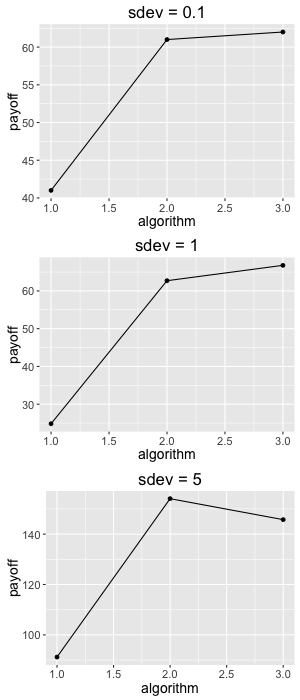 sdev = 0.1
60
55
50
45
40
payoff
1.0 1.5 2.0 2.5 3.0
algorithm
sdev = 1
60
50
40
30
payoff
1.0 1.5 2.0 2.5 3.0
algorithm
sdev = 5
140
120
100
payoff
1.0 1.5 2.0 2.5 3.0
algorithm